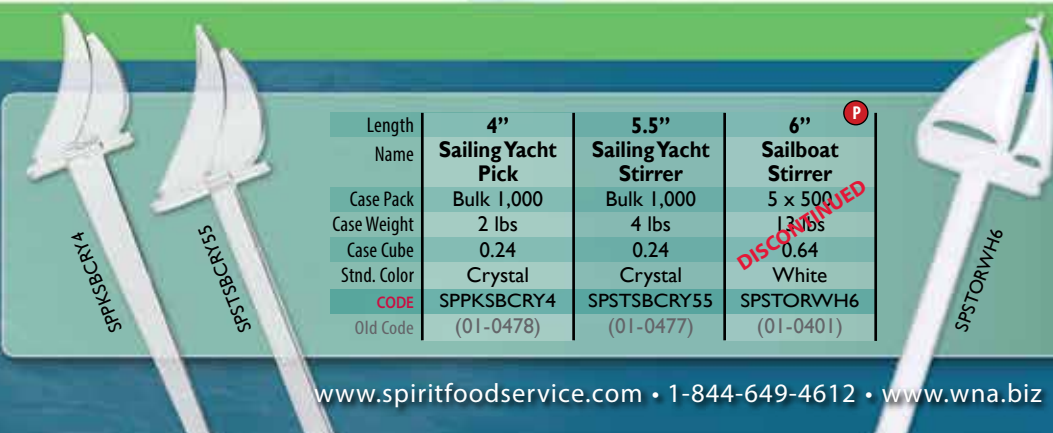 P
Length 4” 5.5” 6”
Name Sailing Yacht Sailing Yacht Sailboat
Pick Stirrer Stirrer
Case Pack Bulk 1,000 Bulk 1,000 5 x 500
Case Weight 2 lbs 4 lbs 13 lbs
Case Cube 0.24 0.24 0.64
Stnd. Color Crystal Crystal White
CODE SPPKSBCRY4 SPSTSBCRY55 SPSTORWH6
Old Code (01-0478) (01-0477) (01-0401)
DISCONTINUED
SPPKSBCRY4
SPSTSBCRY55
SPSTORWH6
www.spiritfoodservice.com • 1-844-649-4612 • www.wna.biz